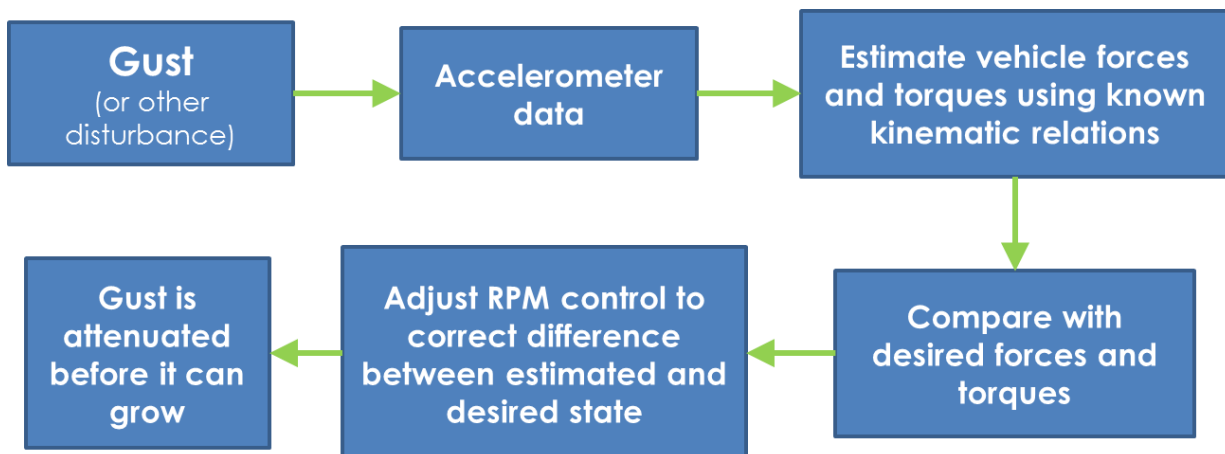 Gust
(or other
disturbance)
Accelerometer
data
Estimate vehicle forces
and torques using known
kinematic relations
Gust is
attenuated
before it can
grow
Adjust RPM control to
correct difference
between estimated and
desired state
Compare with
desired forces and
torques